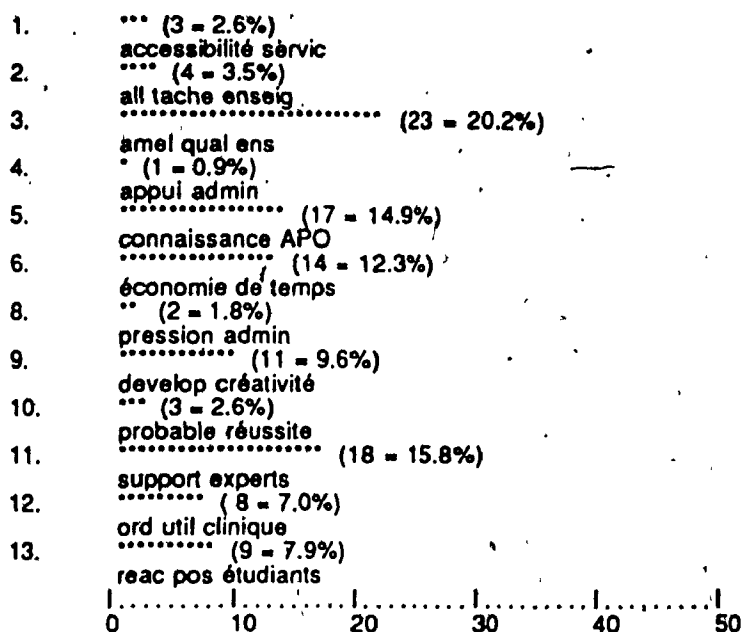 1. ••• (3 = 2.6%)
accessibilité servic
2. •••• (4 = 3.5%)
all tache enseig
3. ••••••••••••••••••••••• (23 = 20.2%)
amel qual ens
4. • (1 = 0.9%)
appui admin
5. ••••••••••••••••• (17 = 14.9%)
connaissance APO
6. •••••••••••••• (14 = 12.3%)
économie de temps
8. •• (2 = 1.8%)
pression admin
9. ••••••••••• (11 = 9.6%)
develop créativité
10. ••• (3 = 2.6%)
probable réussite
11. •••••••••••••••••• (18 = 15.8%)
support experts
12. •••••••• ( 8 = 7.0%)
ord util clinique
13. ••••••••• (9 = 7.9%)
reac pos étudiants
0 10 20 30 40 50